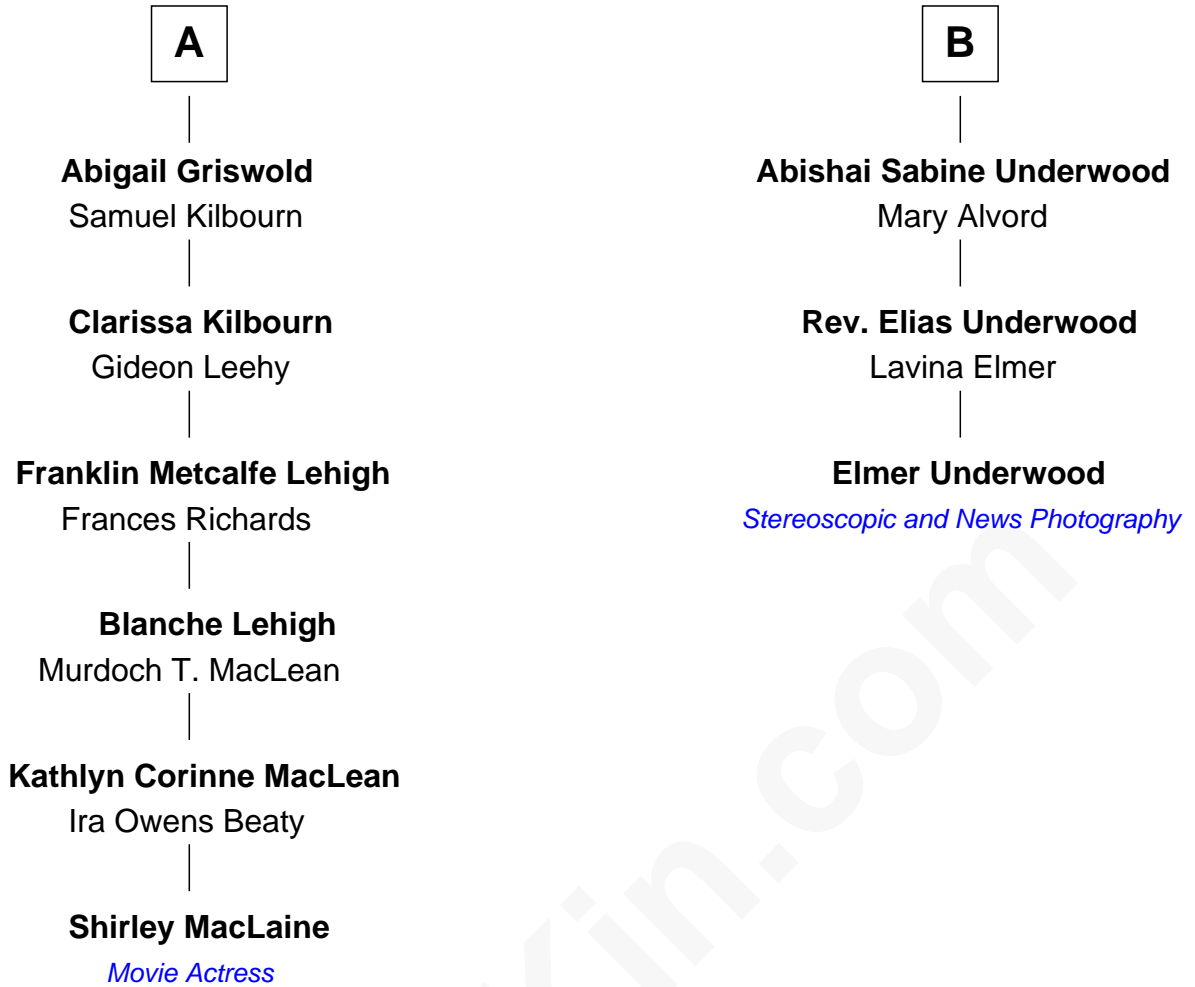 A
Abigail Griswold
Samuel Kilbourn
Clarissa Kilbourn
Gideon Leehy
Franklin Metcalfe Lehigh
Frances Richards
Blanche Lehigh
Murdoch T. MacLean
Kathlyn Corinne MacLean
Ira Owens Beaty
Shirley MacLaine
Movie Actress
B
Abishai Sabine Underwood
Mary Alvord
Rev. Elias Underwood
Lavina Elmer
Elmer Underwood
Stereoscopic and News Photography